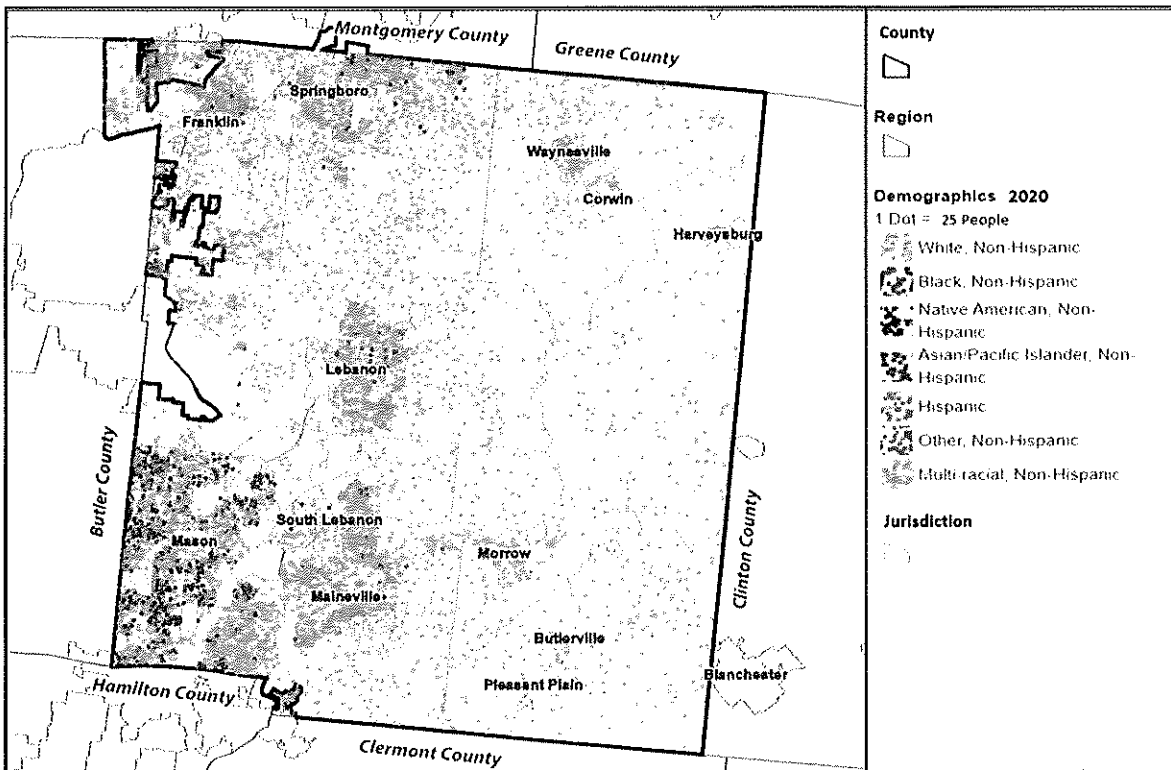 Montgomery County
Greene County
Springboro
Franklin
Waynesville
Corwin
Harveysburg
Lebanon
Butler County
South Lebanon
Mason
Morrow
Clinton County
Maineville
Butlerville
Blanchester
Pleasant Plain
Hamilton County
Clermont County
County
Region
Demographics 2020
1 Dot = 25 People
White, Non-Hispanic
Black, Non-Hispanic
Native American, Non-
Hispanic
Asian/Pacific Islander, Non-
Hispanic
Hispanic
Other, Non-Hispanic
Multi-racial, Non-Hispanic
Jurisdiction